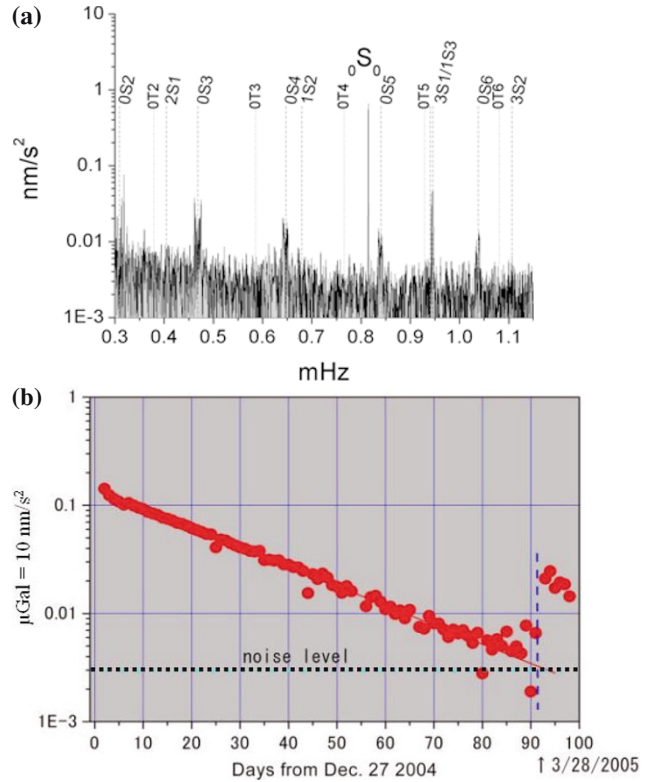 (a)
nm/s²
10
1
0.1
0.01
1E-3
0S2
0T2
2S1
0S3
0T3
0S4
1S2
0T4
0S0
0S5
0T5
3S1/1S3
0S6
0T6
3S2
0.3 0.4 0.5 0.6 0.7 0.8 0.9 1.0 1.1
mHz
(b)
μGal = 10 nm/s²
1
0.1
0.01
1E-3
noise level
0 10 20 30 40 50 60 70 80 90 100
Days from Dec. 27 2004
↑3/28/2005